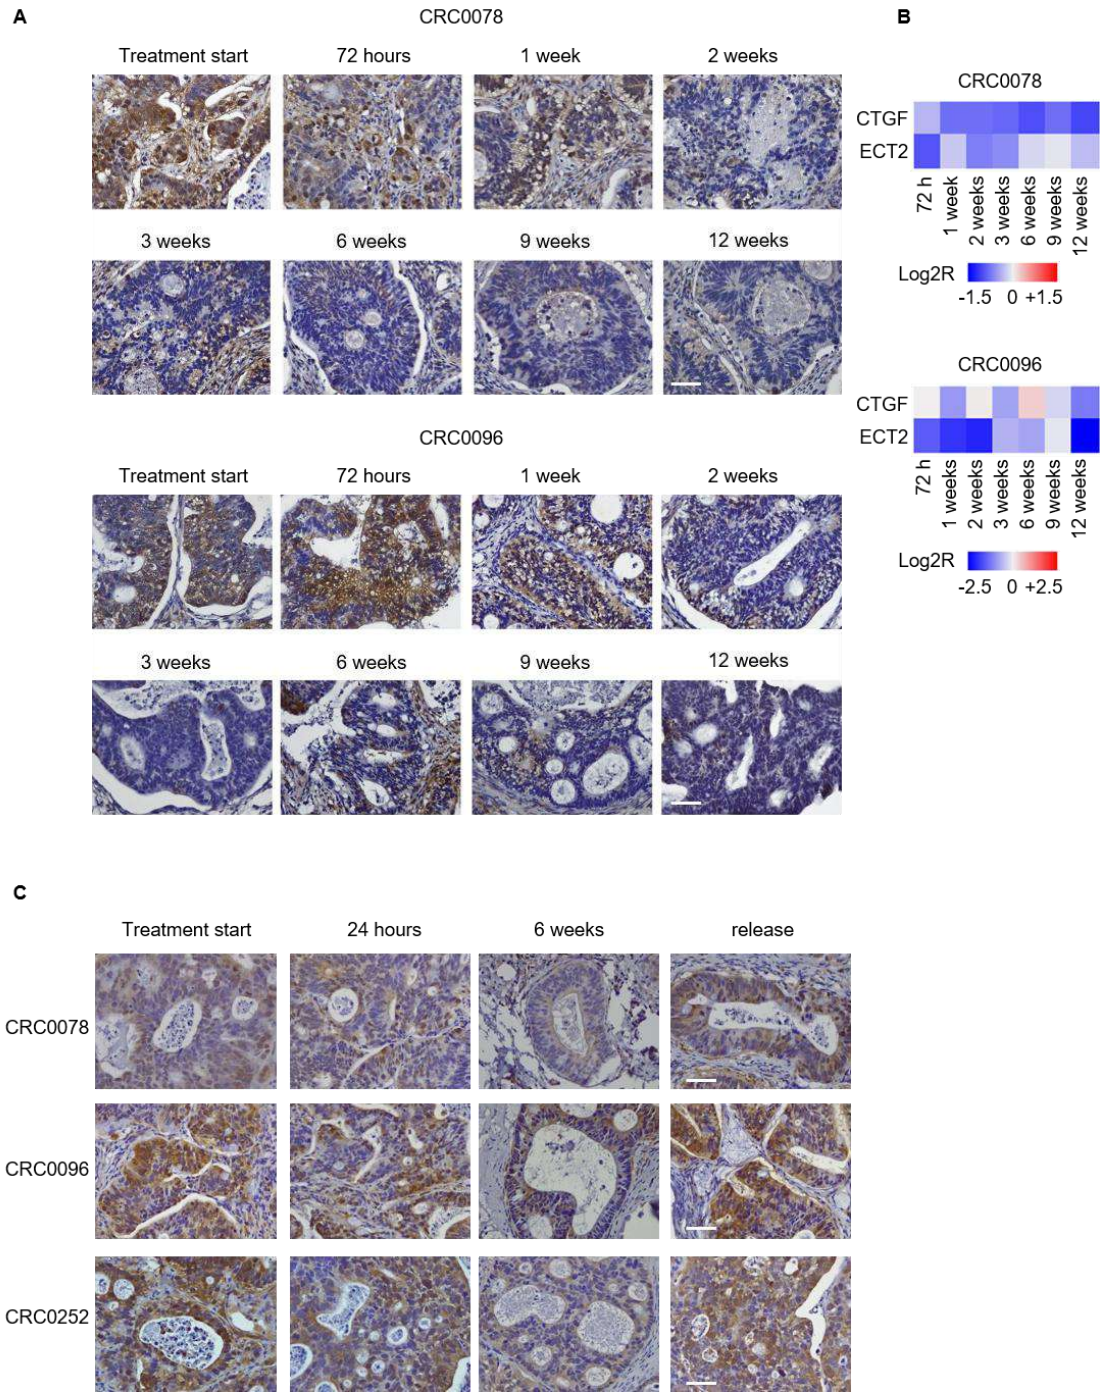 A
CRC0078
Treatment start 72 hours 1 week 2 weeks
3 weeks 6 weeks 9 weeks 12 weeks
CRC0096
Treatment start 72 hours 1 week 2 weeks
3 weeks 6 weeks 9 weeks 12 weeks
B
CRC0078
CTGF
ECT2
72 h 1 week 2 weeks 3 weeks 6 weeks 9 weeks 12 weeks
Log2R
-1.5 0 +1.5
CRC0096
CTGF
ECT2
72 h 1 weeks 2 weeks 3 weeks 6 weeks 9 weeks 12 weeks
Log2R
-2.5 0 +2.5
C
Treatment start 24 hours 6 weeks release
CRC0078
CRC0096
CRC0252